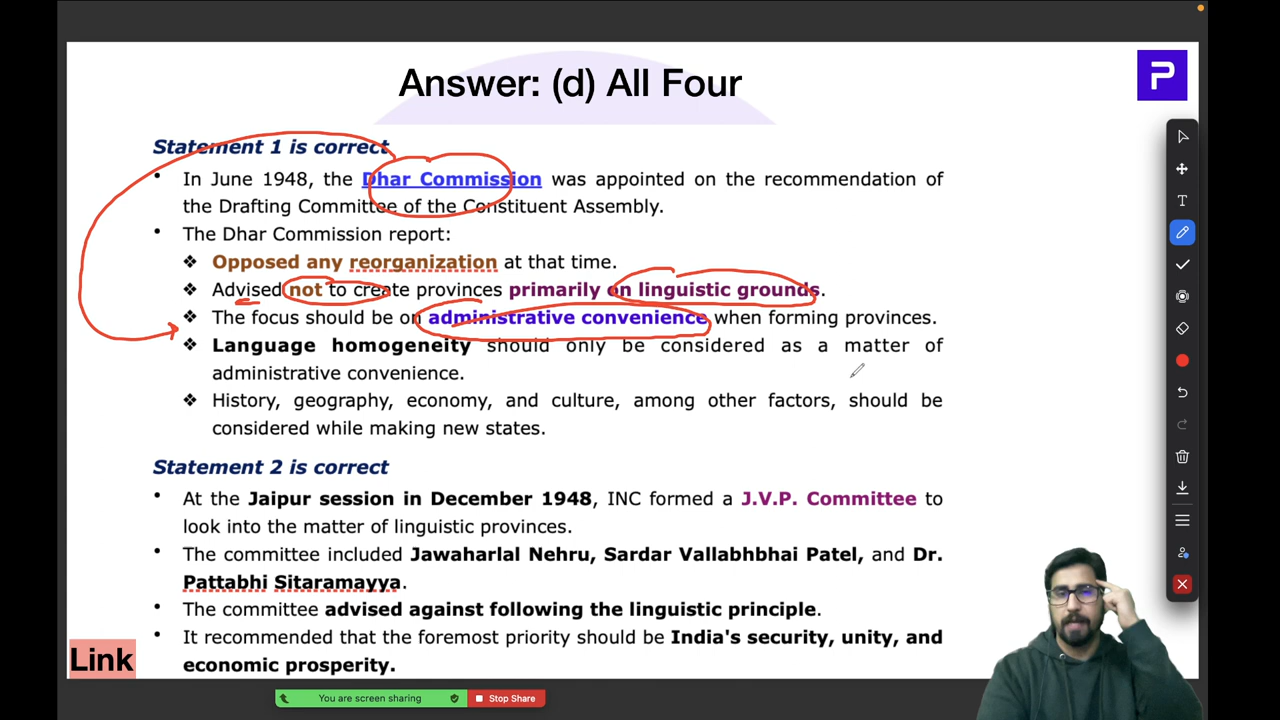 Answer: (d) All Four
P
Statement 1 is correct
• In June 1948, the Dhar Commission was appointed on the recommendation of
the Drafting Committee of the Constituent Assembly.
• The Dhar Commission report:
❖ Opposed any reorganization at that time.
❖ Advised not to create provinces primarily on linguistic grounds.
❖ The focus should be on administrative convenience when forming provinces.
❖ Language homogeneity should only be considered as a matter of
administrative convenience.
❖ History, geography, economy, and culture, among other factors, should be
considered while making new states.
Statement 2 is correct
• At the Jaipur session in December 1948, INC formed a J.V.P. Committee to
look into the matter of linguistic provinces.
• The committee included Jawaharlal Nehru, Sardar Vallabhbhai Patel, and Dr.
Pattabhi Sitaramayya.
• The committee advised against following the linguistic principle.
• It recommended that the foremost priority should be India's security, unity, and
economic prosperity.
Link
You are screen sharing
Stop Share
T